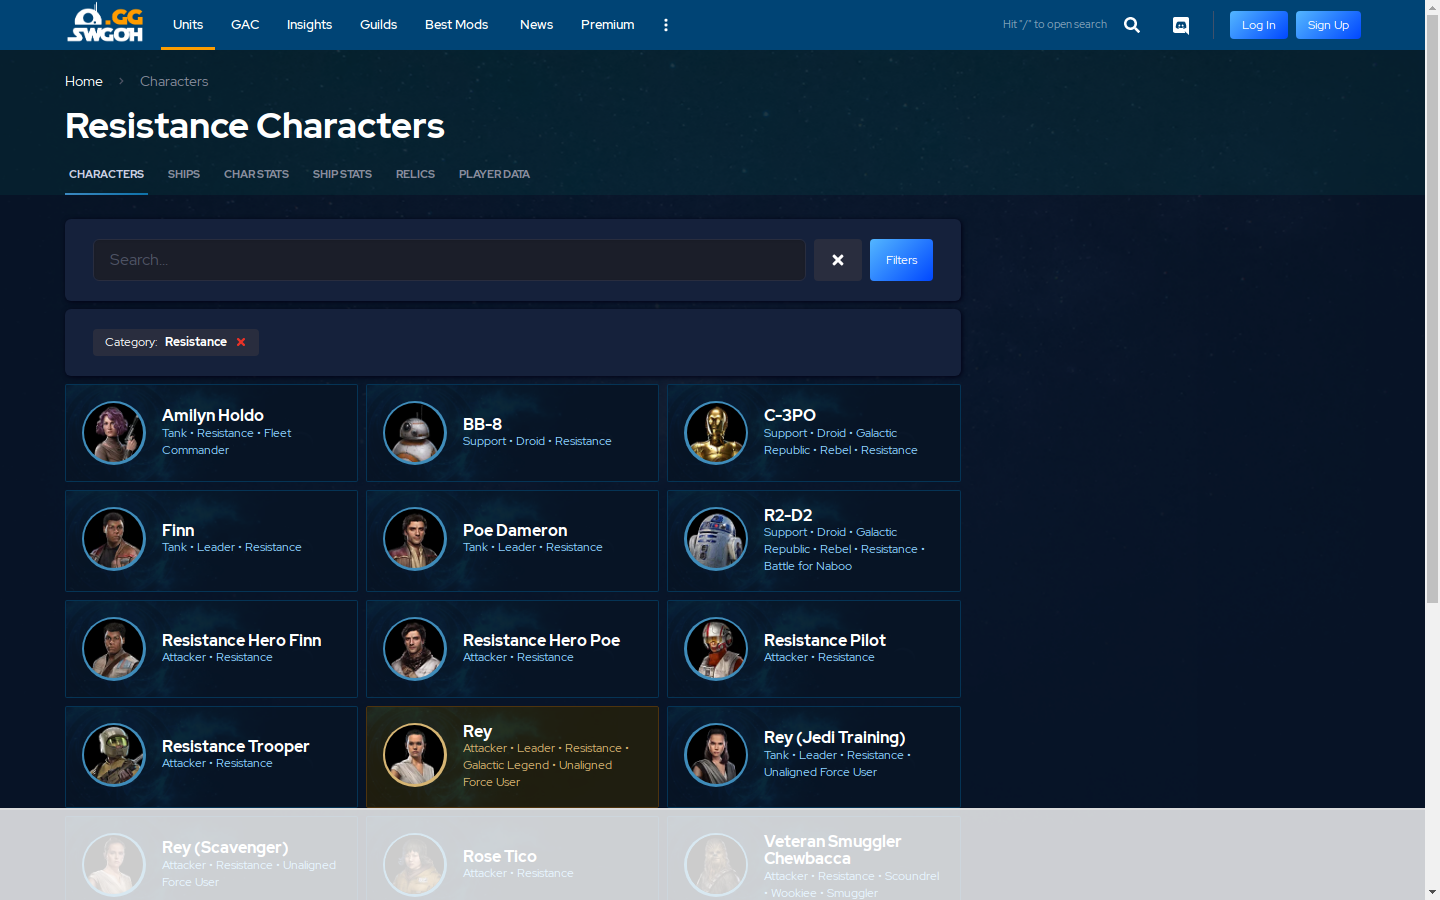 .GG
SWGOH
Units
GAC
Insights
Guilds
Best Mods
News
Premium
Hit "/" to open search
Log In
Sign Up
Home
Characters
Resistance Characters
CHARACTERS
SHIPS
CHAR STATS
SHIP STATS
RELICS
PLAYER DATA
Search...
Filters
Category: Resistance
Amilyn Holdo
Tank • Resistance • Fleet
Commander
BB-8
Support • Droid • Resistance
C-3PO
Support • Droid • Galactic
Republic • Rebel • Resistance
Finn
Tank • Leader • Resistance
Poe Dameron
Tank • Leader • Resistance
R2-D2
Support • Droid • Galactic
Republic • Rebel • Resistance •
Battle for Naboo
Resistance Hero Finn
Attacker • Resistance
Resistance Hero Poe
Attacker • Resistance
Resistance Pilot
Attacker • Resistance
Resistance Trooper
Attacker • Resistance
Rey
Attacker • Leader • Resistance •
Galactic Legend • Unaligned
Force User
Rey (Jedi Training)
Tank • Leader • Resistance •
Unaligned Force User
Rey (Scavenger)
Attacker • Resistance • Unaligned
Force User
Rose Tico
Attacker • Resistance
Veteran Smuggler
Chewbacca
Attacker • Resistance • Scoundrel
• Wookiee • Smuggler